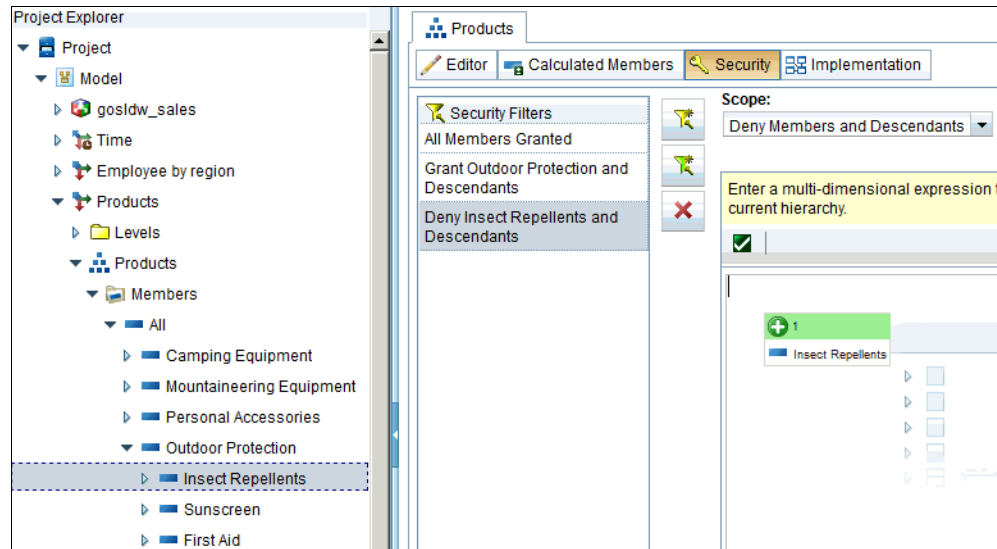 Project Explorer
Project
Model
gosldw_sales
Time
Employee by region
Products
Levels
Products
Members
All
Camping Equipment
Mountaineering Equipment
Personal Accessories
Outdoor Protection
Insect Repellents
Sunscreen
First Aid
Products
Editor Calculated Members Security Implementation
Security Filters
All Members Granted
Grant Outdoor Protection and
Descendants
Deny Insect Repellents and
Descendants
Scope:
Deny Members and Descendants
Enter a multi-dimensional expression
current hierarchy.
1
Insect Repellents